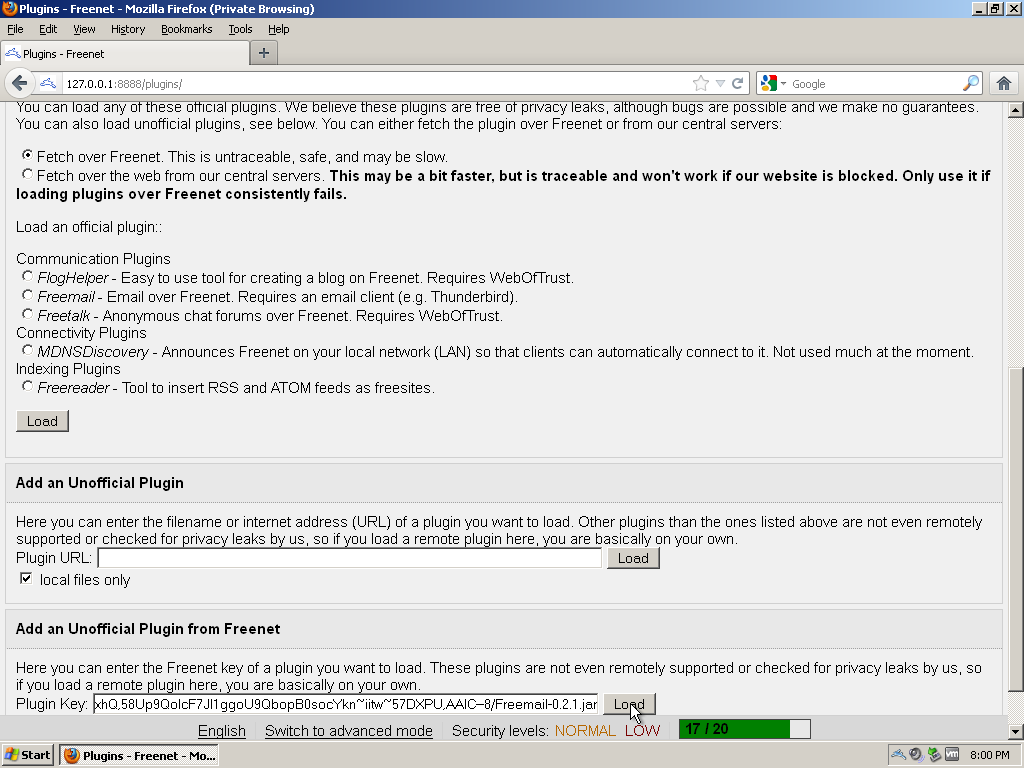 Plugins - Freenet - Mozilla Firefox (Private Browsing)
File Edit View History Bookmarks Tools Help
Plugins - Freenet
127.0.0.1:8888/plugins/
Google
You can load any of these official plugins. We believe these plugins are free of privacy leaks, although bugs are possible and we make no guarantees.
You can also load unofficial plugins, see below. You can either fetch the plugin over Freenet or from our central servers:
Fetch over Freenet. This is untraceable, safe, and may be slow.
Fetch over the web from our central servers. This may be a bit faster, but is traceable and won't work if our website is blocked. Only use it if
loading plugins over Freenet consistently fails.
Load an official plugin::
Communication Plugins
FlogHelper - Easy to use tool for creating a blog on Freenet. Requires WebOfTrust.
Freemail - Email over Freenet. Requires an email client (e.g. Thunderbird).
Freetalk - Anonymous chat forums over Freenet. Requires WebOfTrust.
Connectivity Plugins
MDNSDiscovery - Announces Freenet on your local network (LAN) so that clients can automatically connect to it. Not used much at the moment.
Indexing Plugins
Freereader - Tool to insert RSS and ATOM feeds as freesites.
Load
Add an Unofficial Plugin
Here you can enter the filename or internet address (URL) of a plugin you want to load. Other plugins than the ones listed above are not even remotely
supported or checked for privacy leaks by us, so if you load a remote plugin here, you are basically on your own.
Plugin URL: Load
local files only
Add an Unofficial Plugin from Freenet
Here you can enter the Freenet key of a plugin you want to load. These plugins are not even remotely supported or checked for privacy leaks by us, so
if you load a remote plugin here, you are basically on your own.
Plugin Key: Load
English Switch to advanced mode Security levels: NORMAL LOW 17 / 20
Start Plugins - Freenet - Mo... 8:00 PM